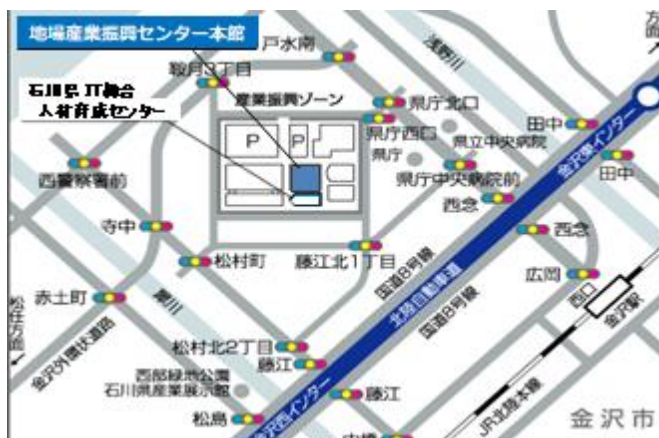 地場産業振興センター本館
戸水南
浅野川
方面
鞍月3丁目
石川県 IT総合
人材育成センター
産業振興ゾーン
県庁北口
県庁西口
県立中央病院
県庁
田中
金沢東インター
田中
P
P
西警察署前
県庁中央病院前
西念
寺中
西念
松村町
藤江北1丁目
国道8号線
北陸自動車道
国道8号線
広岡
西口
金沢駅
赤土町
松任方面
金沢外環状道路
犀川
松村北2丁目
藤江
西部緑地公園
石川県産業展示館
藤江
松島
金沢西インター
JR北陸本線
金沢市